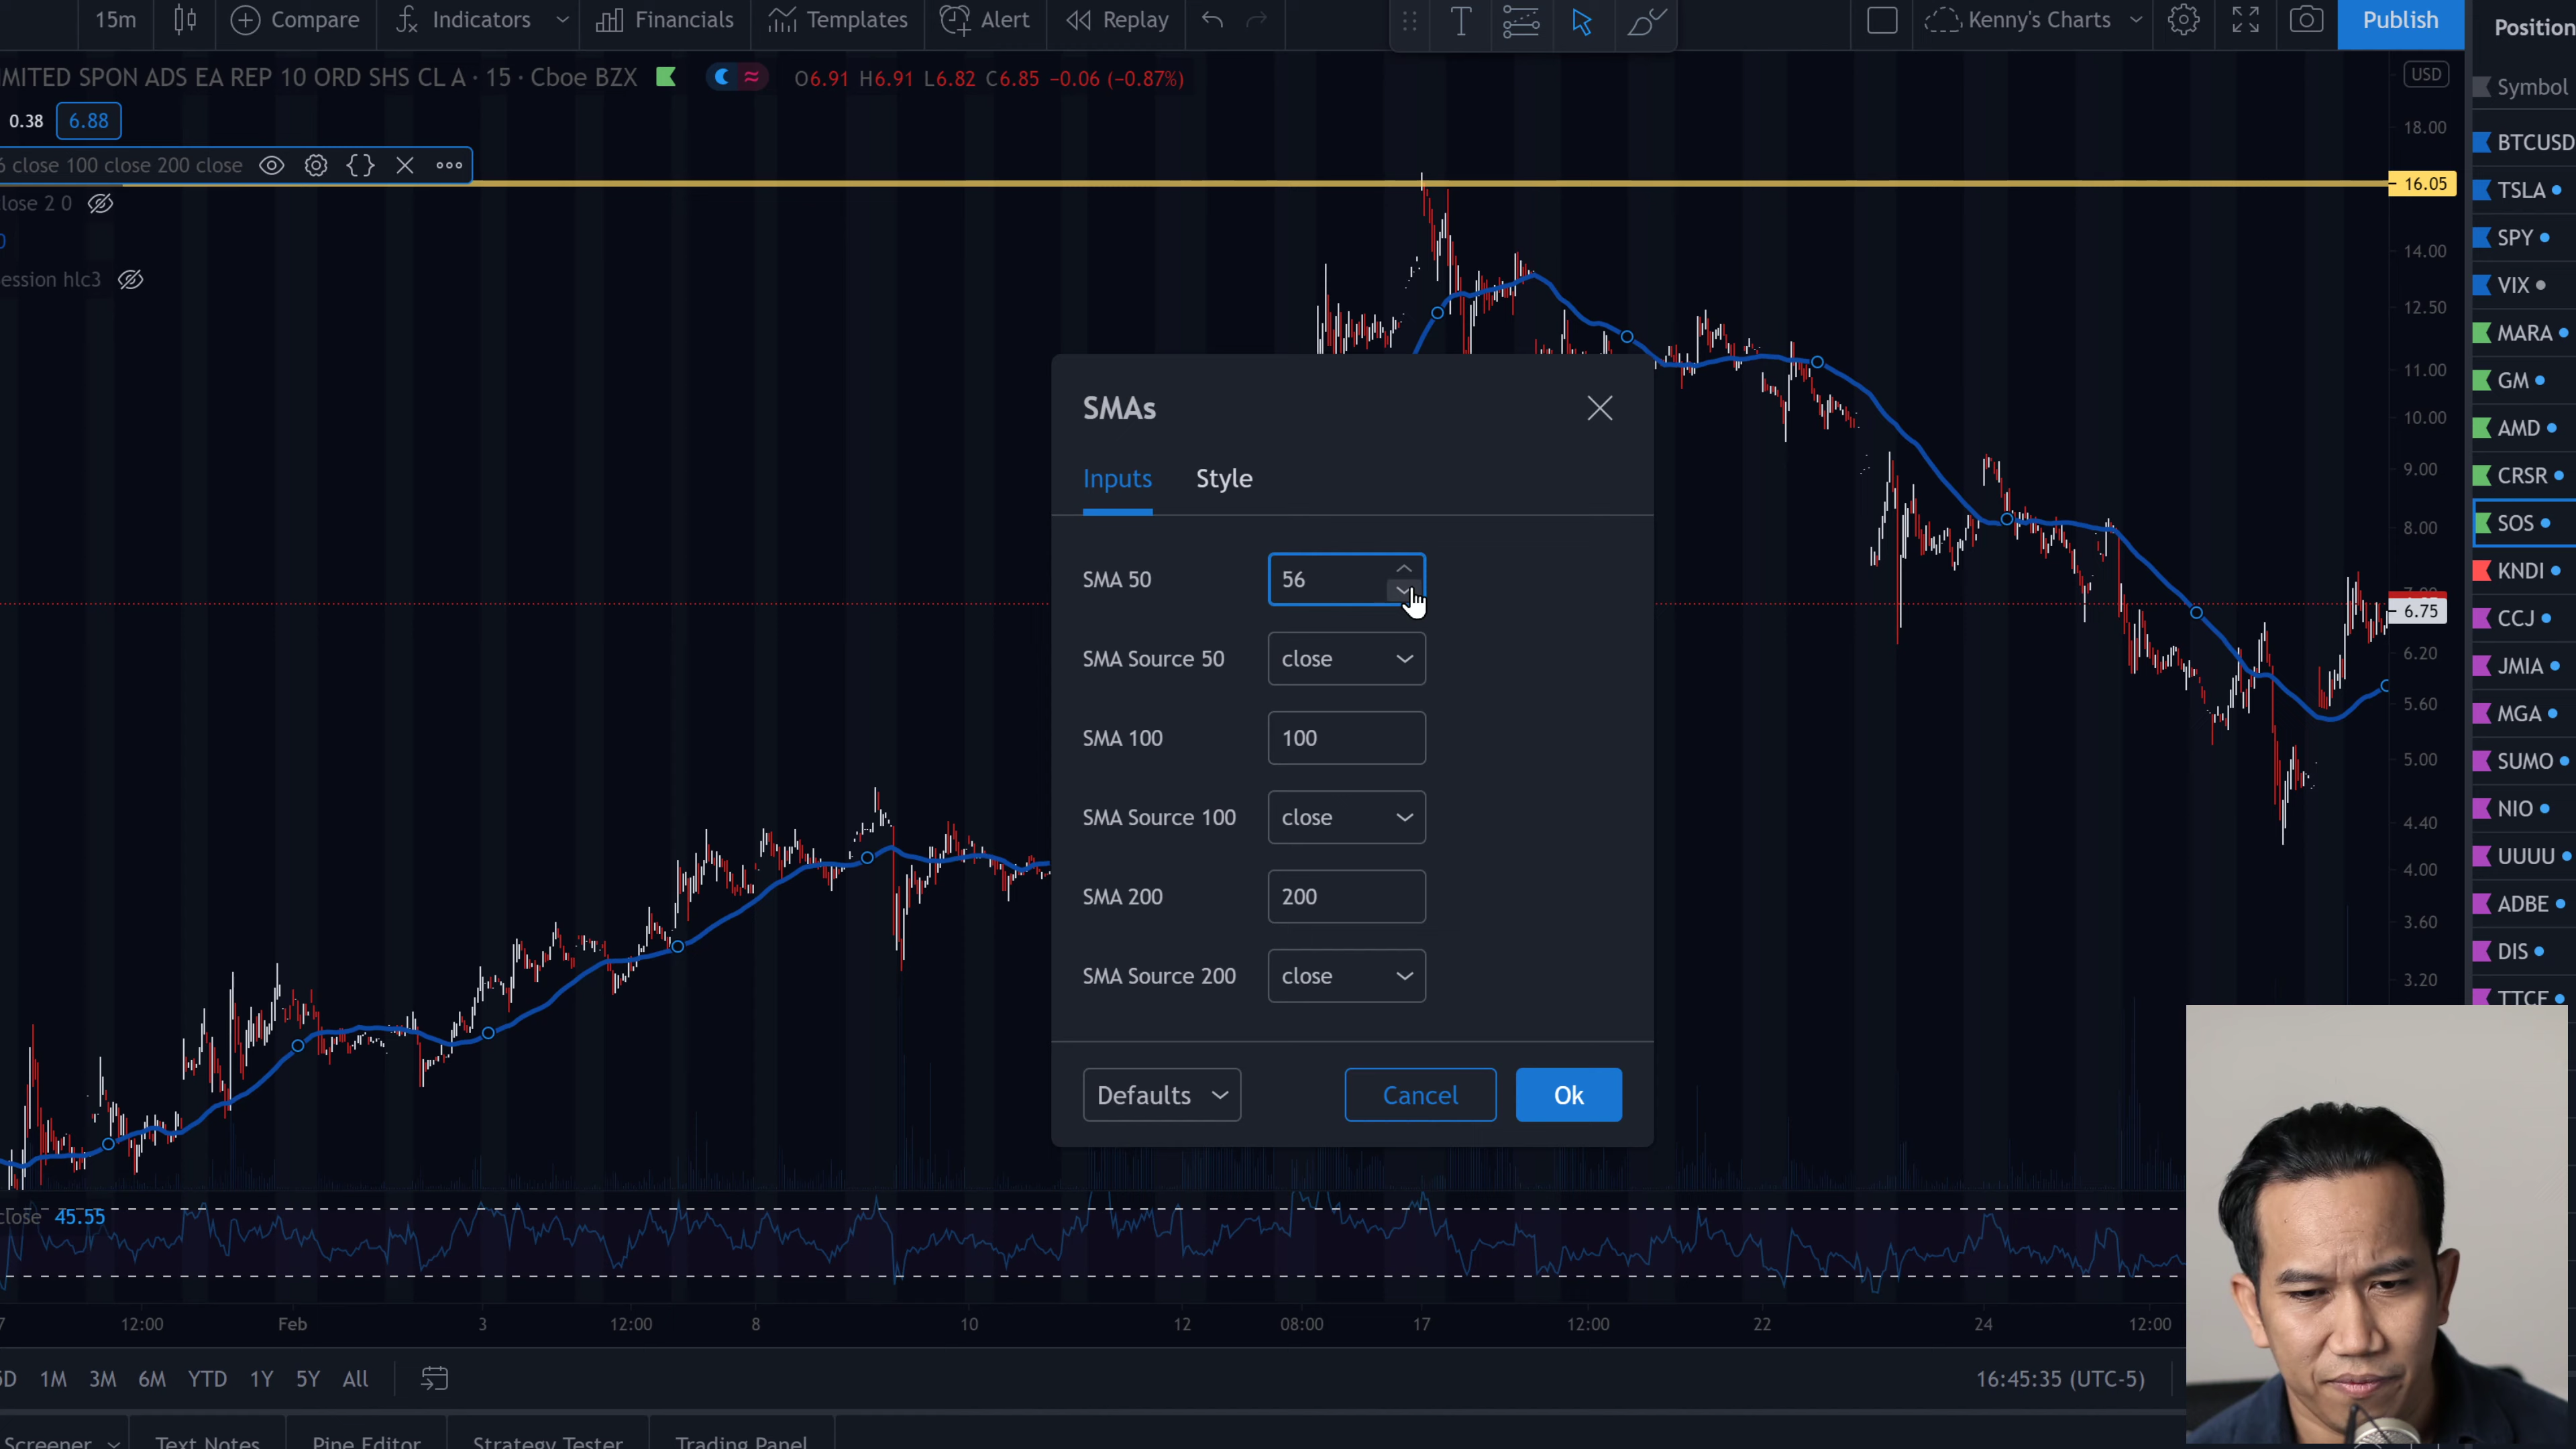 15m Compare Indicators Financials Templates Alert Replay T Kenny's Charts Publish Position
IMITED SPON ADS EA REP 10 ORD SHS CL A · 15 · Cboe BZX O6.91 H6.91 L6.82 C6.85 −0.06 (−0.87%) USD
Symbol
0.38 6.88
18.00
BTCUSD
6 close 100 close 200 close
16.05
TSLA
lose 2 0
SPY
0
14.00
ession hlc3
VIX
12.50
MARA
11.00
GM
SMAs
10.00
AMD
Inputs Style
9.00
CRSR
8.00
SOS
SMA 50 56
KNDI
6.75
CCJ
SMA Source 50 close
6.20
JMIA
5.60
MGA
SMA 100 100
5.00
SUMO
SMA Source 100 close
4.40
NIO
4.00
UUUU
SMA 200 200
3.60
ADBE
SMA Source 200 close
3.20
DIS
TTCF
Defaults Cancel Ok
close 45.55
7 12:00 Feb 3 12:00 8 10 12 08:00 17 12:00 22 24 12:00
5D 1M 3M 6M YTD 1Y 5Y All 16:45:35 (UTC-5)
Screener Text Notes Pine Editor Strategy Tester Trading Panel